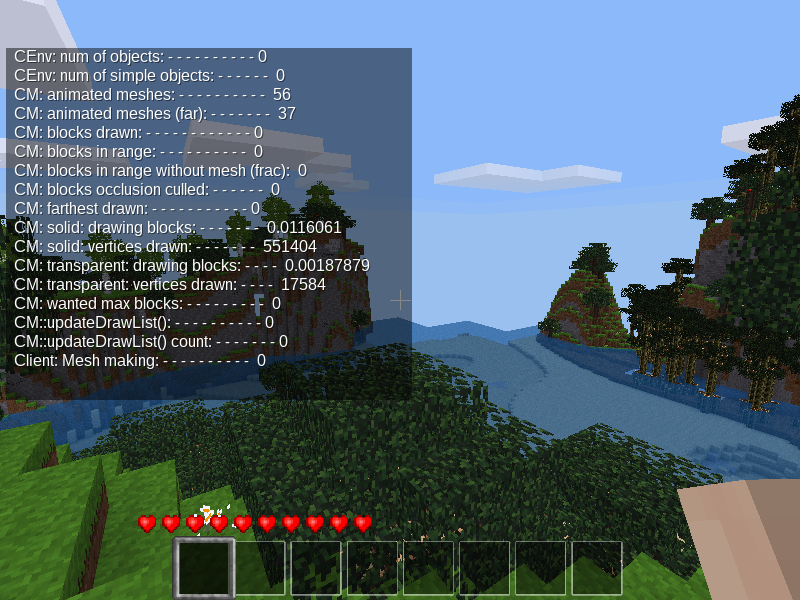 CEnv: num of objects: - - - - - - - - - - 0
CEnv: num of simple objects: - - - - - - 0
CM: animated meshes: - - - - - - - - - - 56
CM: animated meshes (far): - - - - - - - 37
CM: blocks drawn: - - - - - - - - - - - - 0
CM: blocks in range: - - - - - - - - - - 0
CM: blocks in range without mesh (frac): 0
CM: blocks occlusion culled: - - - - - - 0
CM: farthest drawn: - - - - - - - - - - - 0
CM: solid: drawing blocks: - - - - - - - 0.0116061
CM: solid: vertices drawn: - - - - - - - 551404
CM: transparent: drawing blocks: - - - - 0.00187879
CM: transparent: vertices drawn: - - - - 17584
CM: wanted max blocks: - - - - - - - - - 0
CM::updateDrawList(): - - - - - - - - - - 0
CM::updateDrawList() count: - - - - - - - 0
Client: Mesh making: - - - - - - - - - - 0